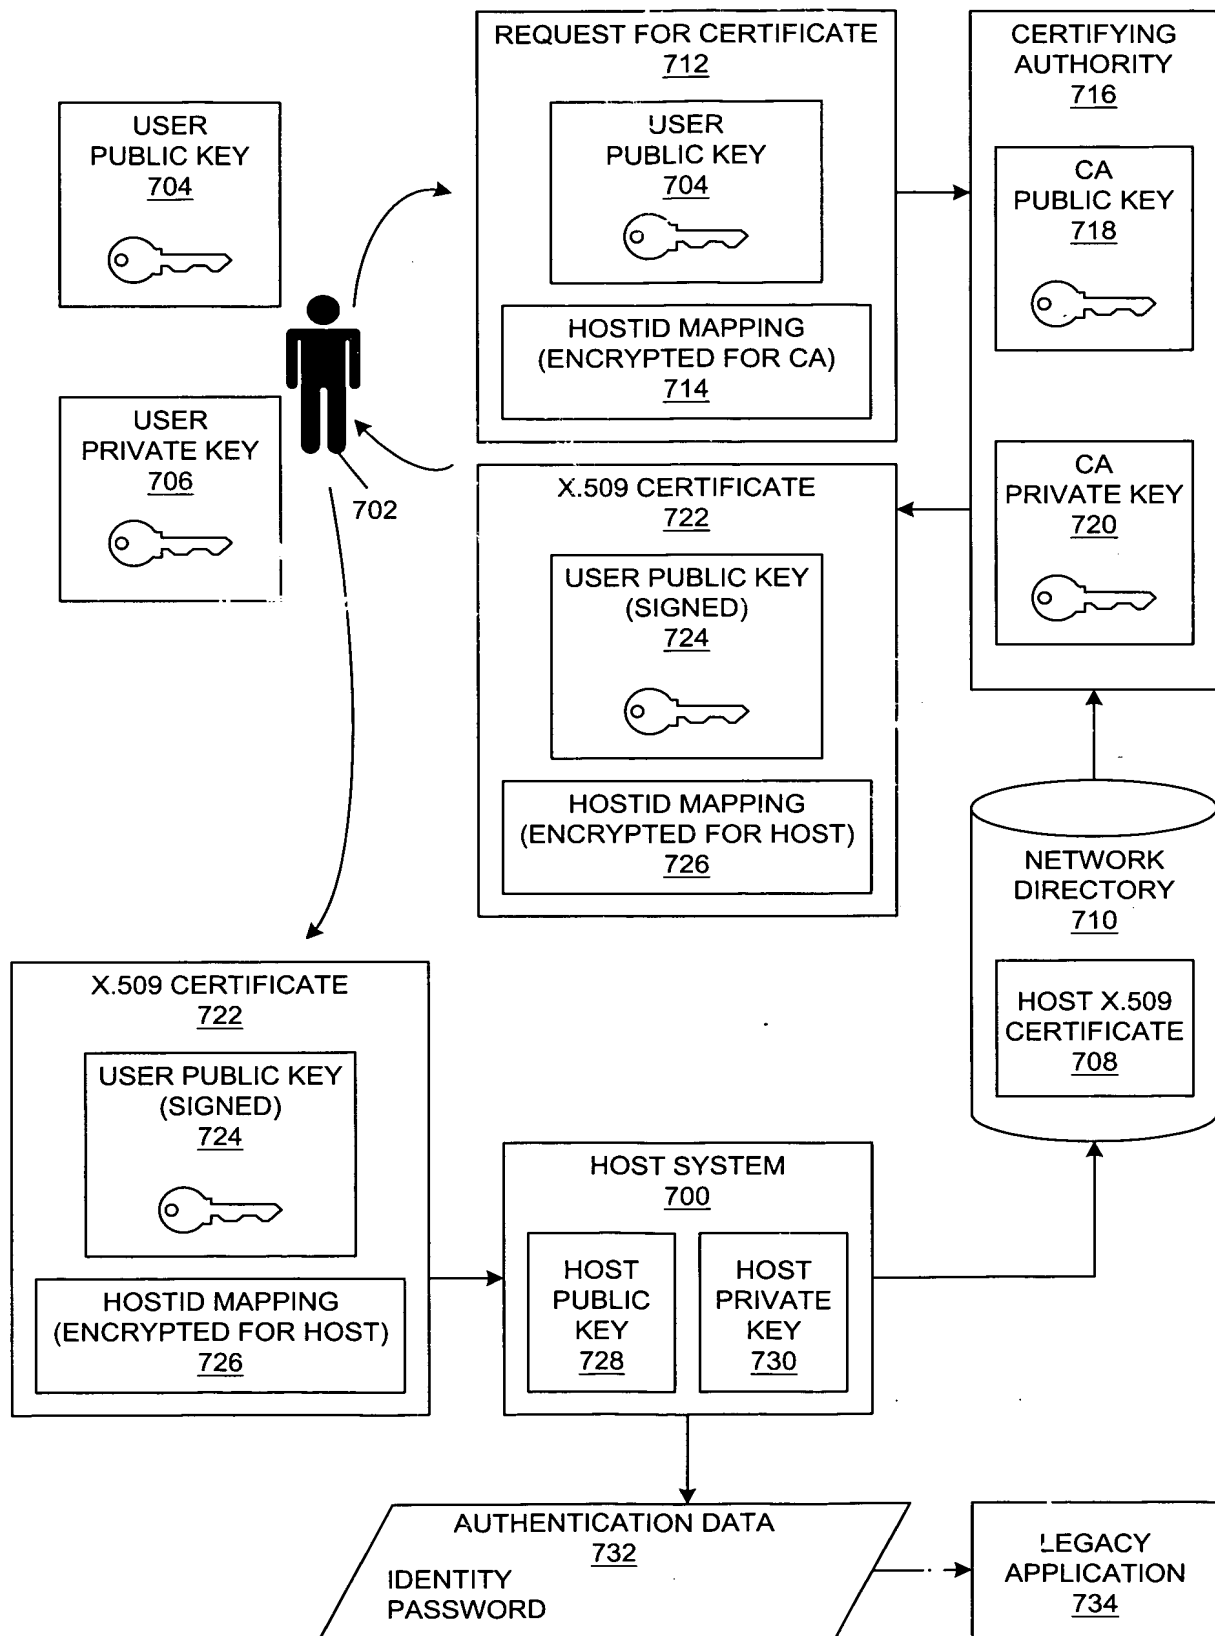 REQUEST FOR CERTIFICATE
712
USER
PUBLIC KEY
704
HOSTID MAPPING
(ENCRYPTED FOR CA)
714
CERTIFYING
AUTHORITY
716
CA
PUBLIC KEY
718
CA
PRIVATE KEY
720
USER
PUBLIC KEY
704
USER
PRIVATE KEY
706
702
X.509 CERTIFICATE
722
USER PUBLIC KEY
(SIGNED)
724
HOSTID MAPPING
(ENCRYPTED FOR HOST)
726
NETWORK
DIRECTORY
710
HOST X.509
CERTIFICATE
708
X.509 CERTIFICATE
722
USER PUBLIC KEY
(SIGNED)
724
HOSTID MAPPING
(ENCRYPTED FOR HOST)
726
HOST SYSTEM
700
HOST
PUBLIC
KEY
728
HOST
PRIVATE
KEY
730
AUTHENTICATION DATA
732
IDENTITY
PASSWORD
LEGACY
APPLICATION
734